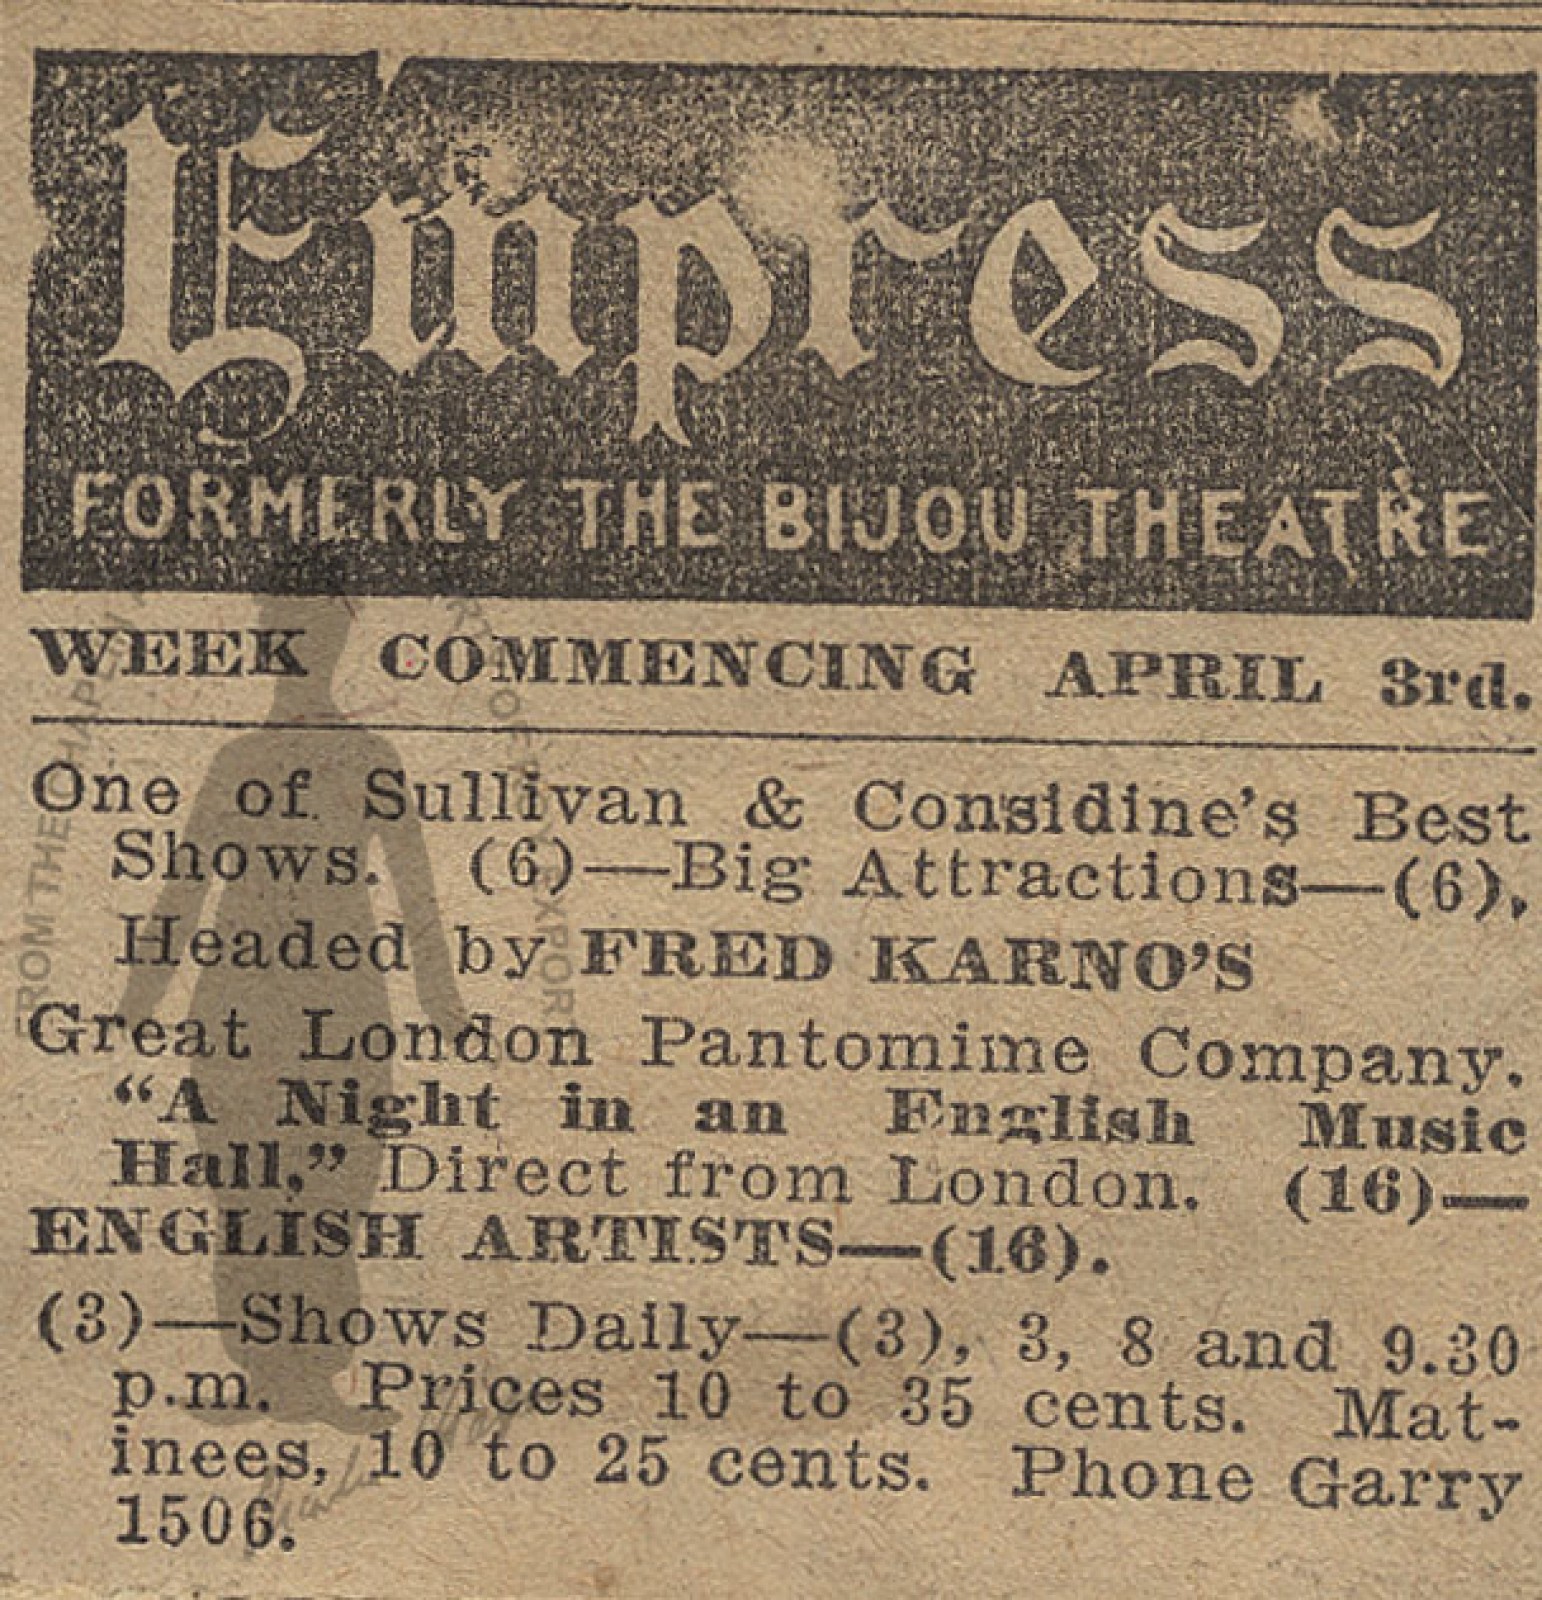 Empress
FORMERLY THE BIJOU THEATRE
WEEK COMMENCING APRIL 3rd.
One of Sullivan & Considine's Best
Shows. (6)—Big Attractions—(6),
Headed by FRED KARNO'S
Great London Pantomime Company.
"A Night in an English Music
Hall," Direct from London. (16)—
ENGLISH ARTISTS—(16).
(3)—Shows Daily—(3), 3, 8 and 9.30
p.m. Prices 10 to 35 cents. Mat-
inees, 10 to 25 cents. Phone Garry
1506.
FROM THE CHAPLIN